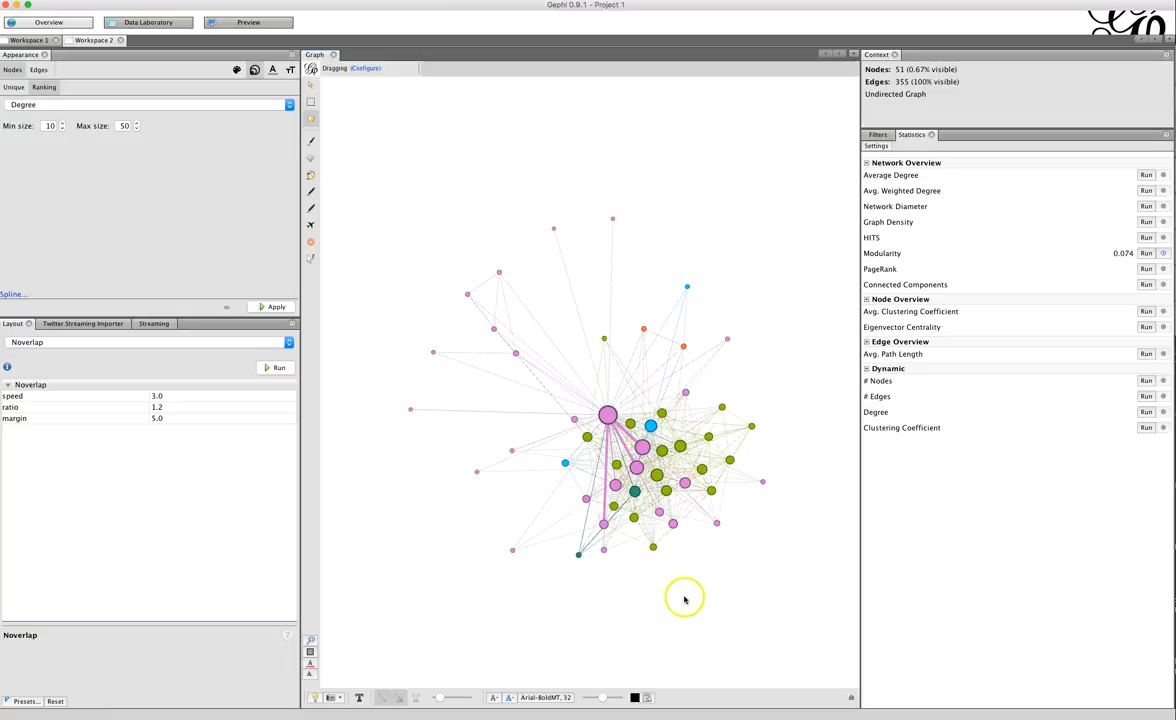 Gephi 0.9.1 - Project 1
Overview
Data Laboratory
Preview
Workspace 1
Workspace 2
Appearance
Nodes
Edges
Unique
Ranking
Degree
Min size: 10
Max size: 50
Spline...
Apply
Layout
Twitter Streaming Importer
Streaming
Noverlap
Run
Noverlap
speed 3.0
ratio 1.2
margin 5.0
Noverlap
Presets...
Reset
Graph
Dragging (Configure)
Arial-BoldMT, 32
Context
Nodes: 51 (0.67% visible)
Edges: 355 (100% visible)
Undirected Graph
Filters
Statistics
Settings
Network Overview
Average Degree Run
Avg. Weighted Degree Run
Network Diameter Run
Graph Density Run
HITS Run
Modularity 0.074 Run
PageRank Run
Connected Components Run
Node Overview
Avg. Clustering Coefficient Run
Eigenvector Centrality Run
Edge Overview
Avg. Path Length Run
Dynamic
# Nodes Run
# Edges Run
Degree Run
Clustering Coefficient Run